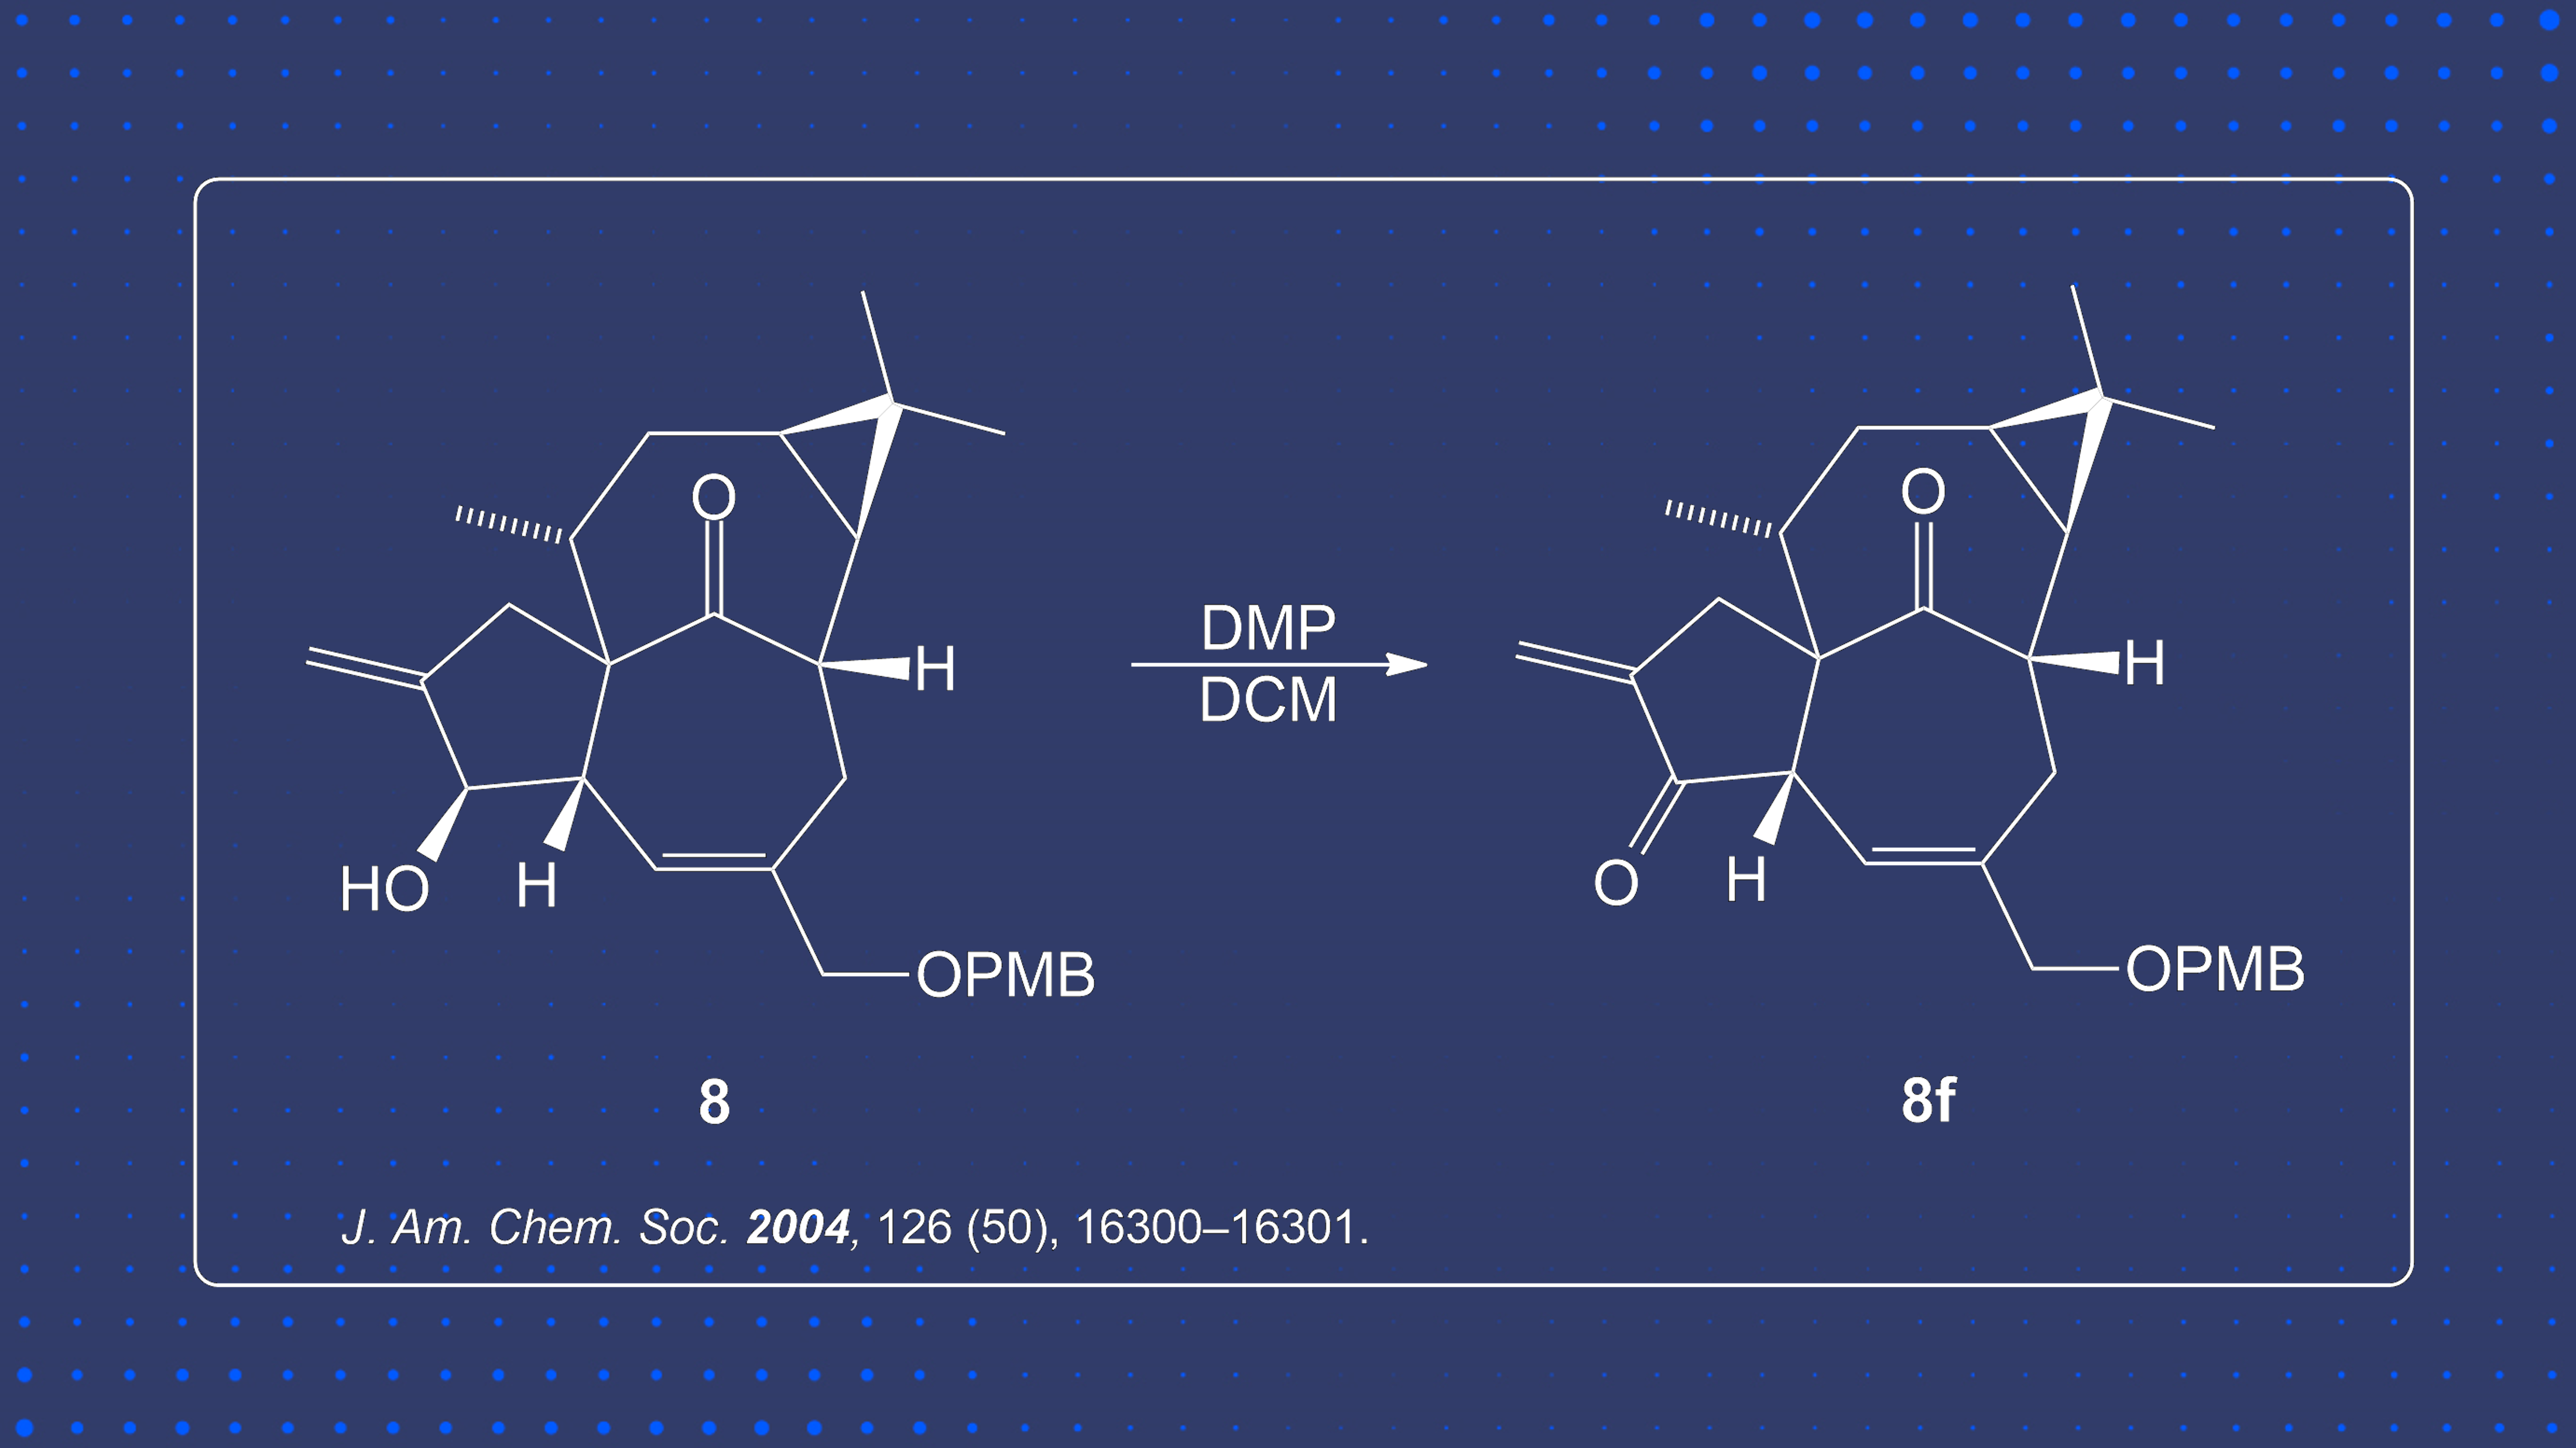 O
O
DMP
H
H
DCM
HO
H
O
H
OPMB
OPMB
8
8f
J. Am. Chem. Soc. 2004, 126 (50), 16300–16301.